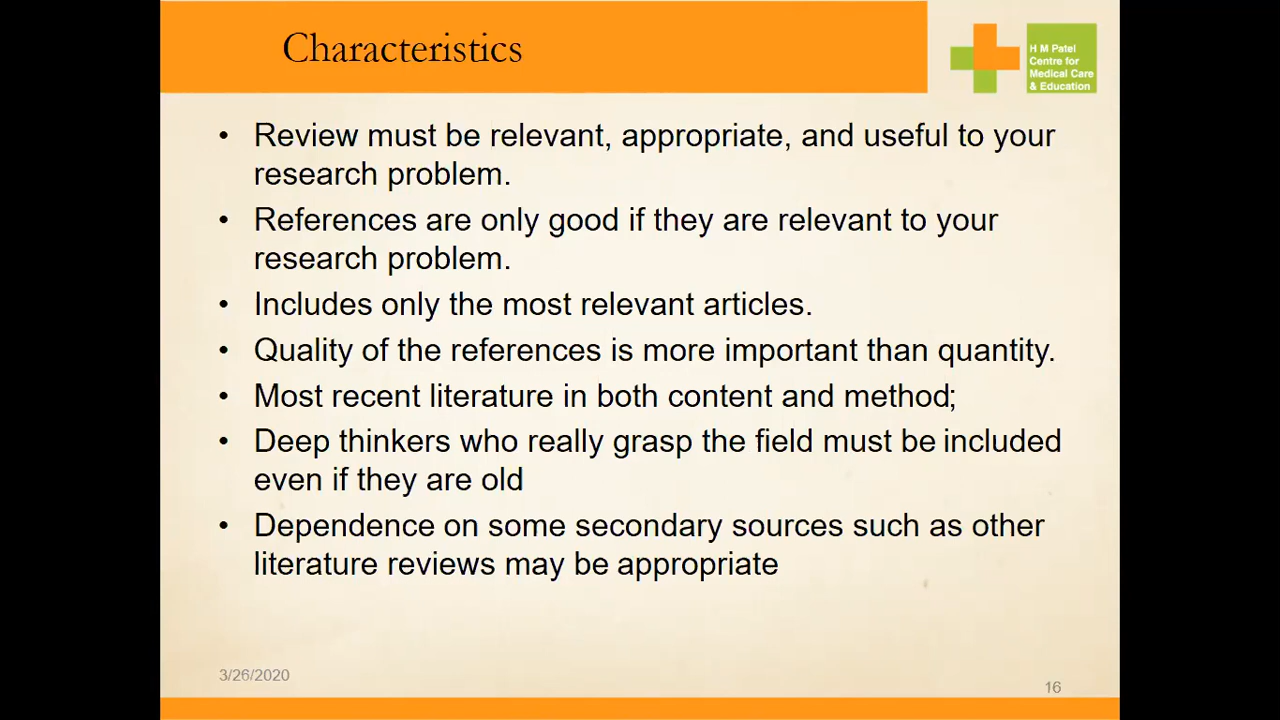 Characteristics
H M Patel
Centre for
Medical Care
& Education
• Review must be relevant, appropriate, and useful to your
research problem.
• References are only good if they are relevant to your
research problem.
• Includes only the most relevant articles.
• Quality of the references is more important than quantity.
• Most recent literature in both content and method;
• Deep thinkers who really grasp the field must be included
even if they are old
• Dependence on some secondary sources such as other
literature reviews may be appropriate
3/26/2020
16